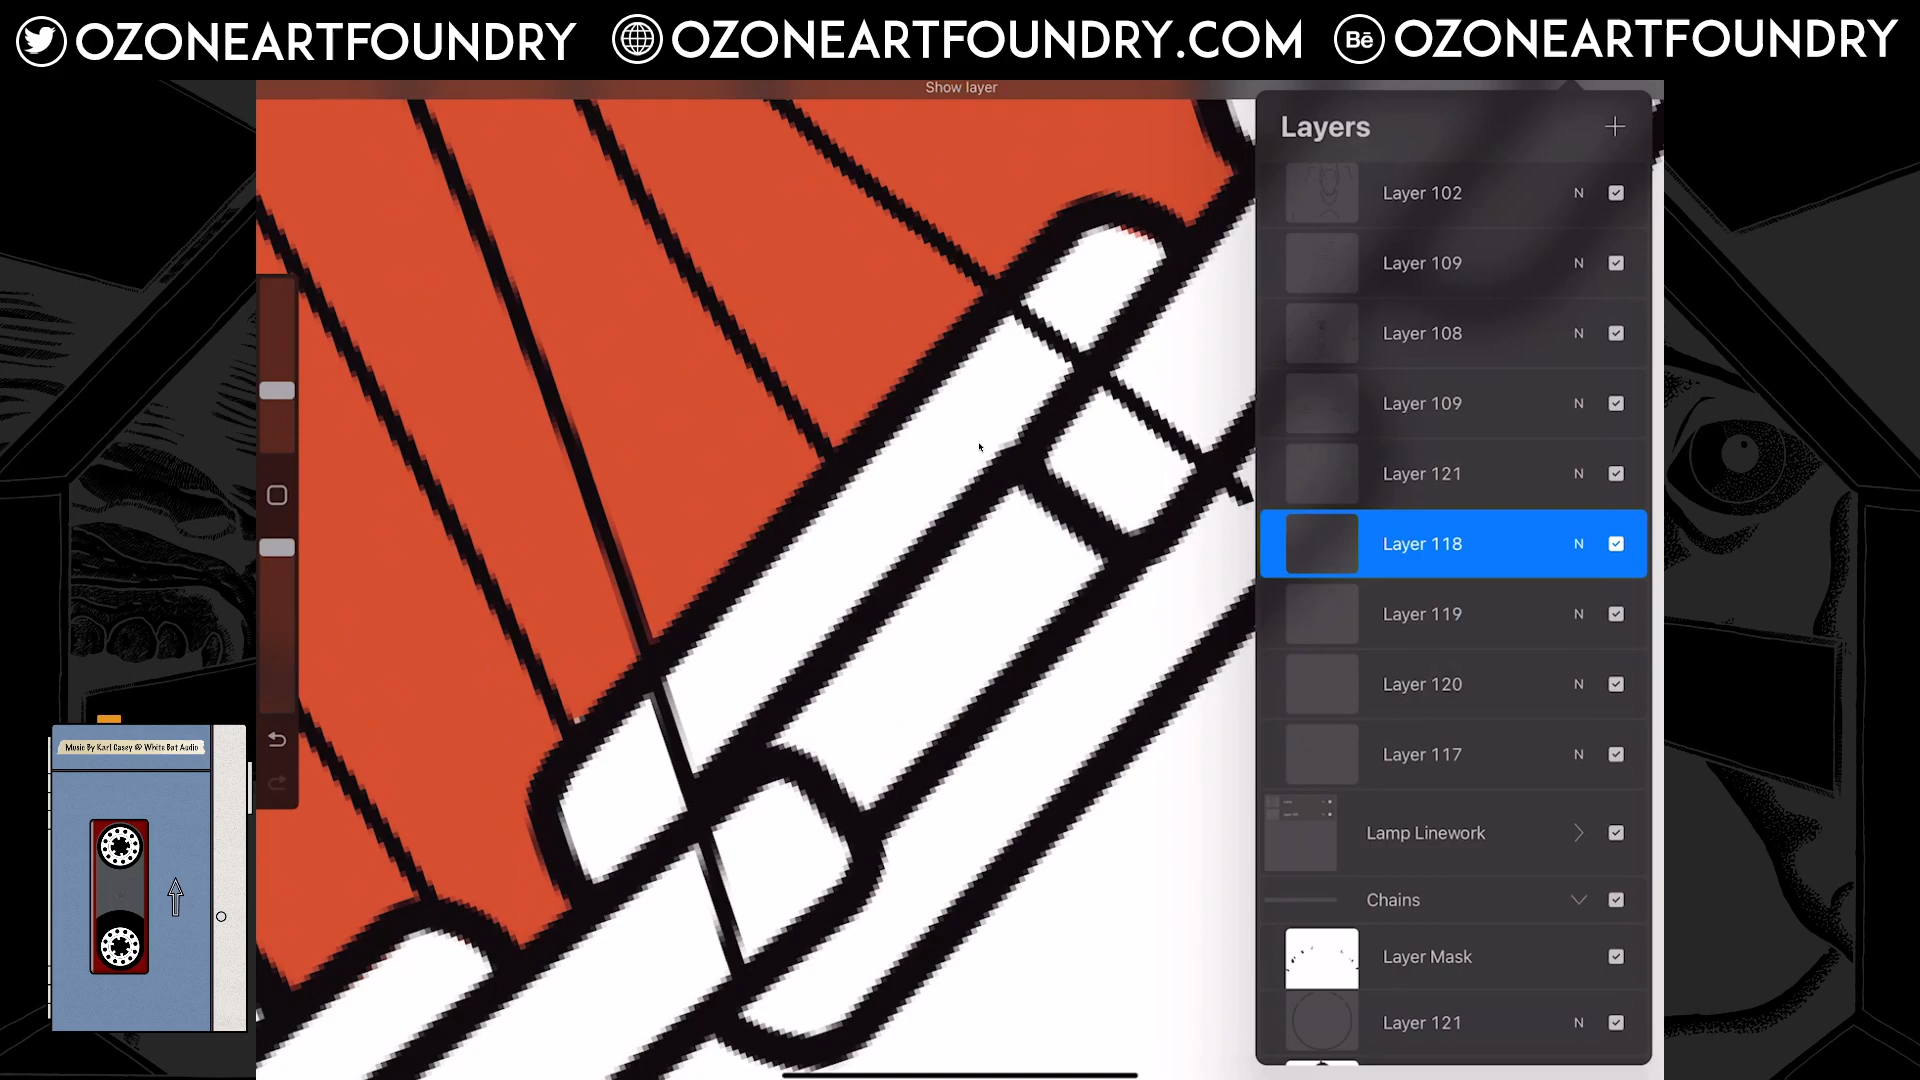 OZONEARTFOUNDRY OZONEARTFOUNDRY.COM Bē OZONEARTFOUNDRY
Show layer
Layers
Layer 102 N
Layer 109 N
Layer 108 N
Layer 109 N
Layer 121 N
Layer 118 N
Layer 119 N
Layer 120 N
Layer 117 N
Lamp Linework
Chains
Layer Mask
Layer 121 N
Music By Karl Casey @ White Bat Audio